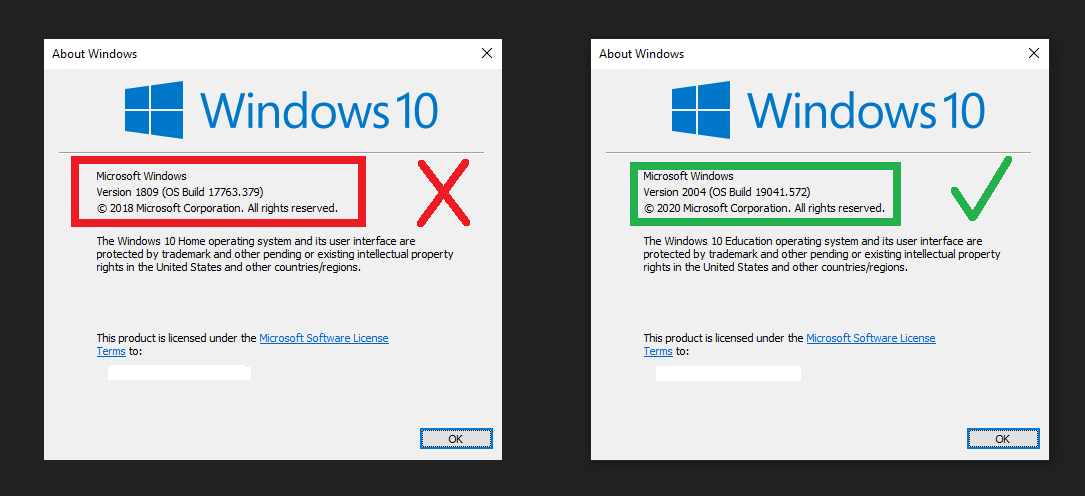 About Windows
Windows 10
Microsoft Windows
Version 1809 (OS Build 17763.379)
© 2018 Microsoft Corporation. All rights reserved.
The Windows 10 Home operating system and its user interface are
protected by trademark and other pending or existing intellectual property
rights in the United States and other countries/regions.
This product is licensed under the Microsoft Software License
Terms to:
OK
About Windows
Windows 10
Microsoft Windows
Version 2004 (OS Build 19041.572)
© 2020 Microsoft Corporation. All rights reserved.
The Windows 10 Education operating system and its user interface are
protected by trademark and other pending or existing intellectual property
rights in the United States and other countries/regions.
This product is licensed under the Microsoft Software License
Terms to:
OK